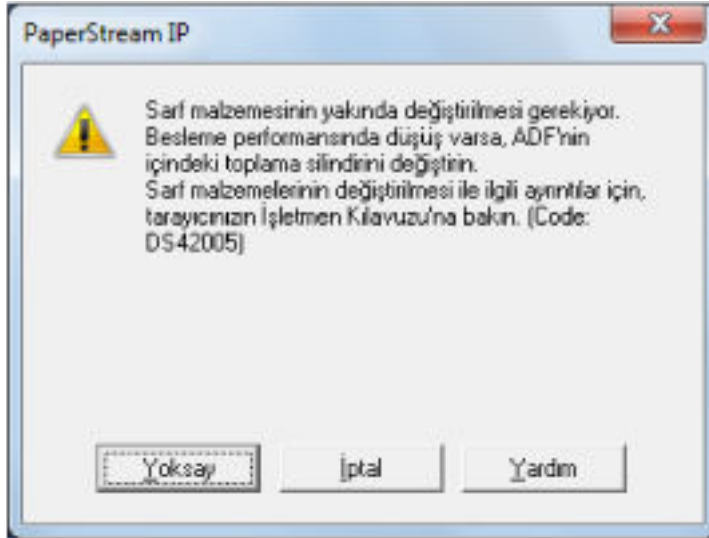 PaperStream IP
Sarf malzemesinin yakında değiştirilmesi gerekiyor.
Besleme performansında düşüş varsa, ADF'nin
içindeki toplama silindirini değiştirin.
Sarf malzemelerinin değiştirilmesi ile ilgili ayrıntılar için,
tarayıcınızın İşletmen Kılavuzu'na bakın. (Code:
DS42005)
Yoksay
İptal
Yardım